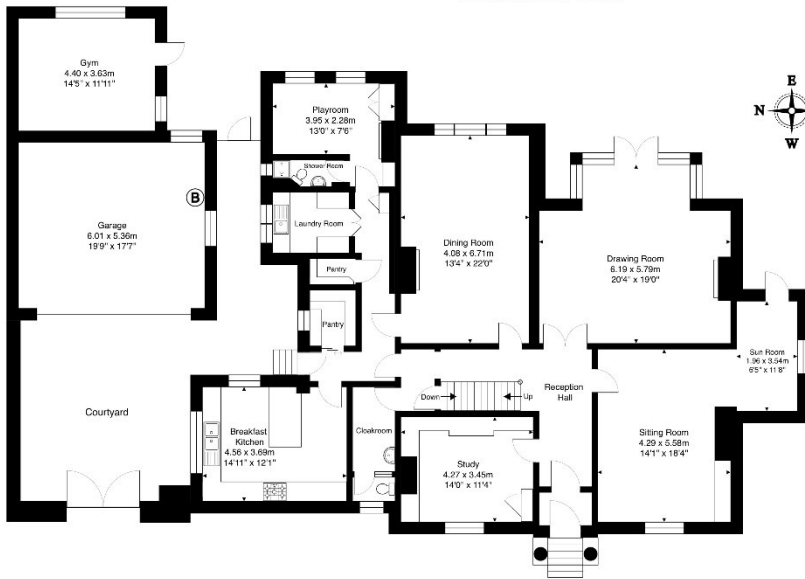 Gym
4.40 x 3.63m
14'5" x 11'11"
E
N
W
Playroom
3.95 x 2.28m
13'0" x 7'6"
Shower Room
B
Garage
6.01 x 5.36m
19'9" x 17'7"
Laundry Room
Dining Room
4.08 x 6.71m
13'4" x 22'0"
Drawing Room
6.19 x 5.79m
20'4" x 19'0"
Pantry
Pantry
Sun Room
1.96 x 3.54m
6'5" x 11'8"
Courtyard
Down
Up
Reception
Hall
Breakfast
Kitchen
4.56 x 3.69m
14'11" x 12'1"
Cloakroom
Study
4.27 x 3.45m
14'0" x 11'4"
Sitting Room
4.29 x 5.58m
14'1" x 18'4"